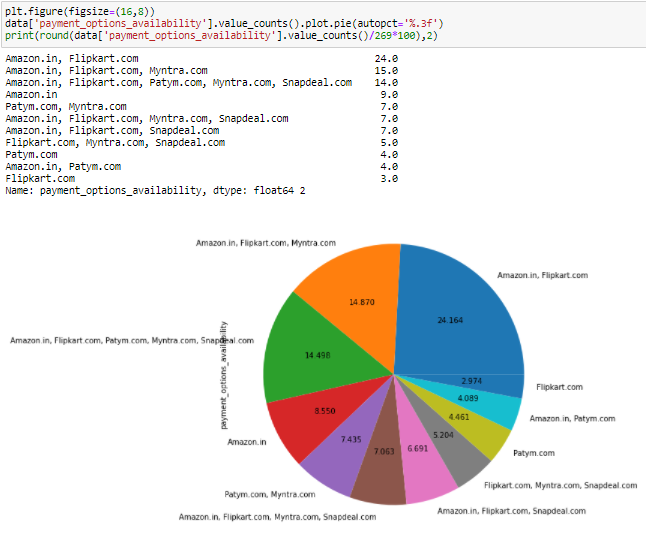 plt.figure(figsize=(16,8))
data['payment_options_availability'].value_counts().plot.pie(autopct='%.3f')
print(round(data['payment_options_availability'].value_counts()/269*100),2)
Amazon.in, Flipkart.com 24.0
Amazon.in, Flipkart.com, Myntra.com 15.0
Amazon.in, Flipkart.com, Patym.com, Myntra.com, Snapdeal.com 14.0
Amazon.in 9.0
Patym.com, Myntra.com 7.0
Amazon.in, Flipkart.com, Myntra.com, Snapdeal.com 7.0
Amazon.in, Flipkart.com, Snapdeal.com 7.0
Flipkart.com, Myntra.com, Snapdeal.com 5.0
Patym.com 4.0
Amazon.in, Patym.com 4.0
Flipkart.com 3.0
Name: payment_options_availability, dtype: float64 2
Amazon.in, Flipkart.com, Myntra.com
Amazon.in, Flipkart.com
14.870
24.164
Amazon.in, Flipkart.com, Patym.com, Myntra.com, Snapdeal.com
payment_options_availability
14.498
2.974
Flipkart.com
4.089
8.550
4.461
Amazon.in, Patym.com
5.204
7.435
Amazon.in
7.063
6.691
Patym.com
Flipkart.com, Myntra.com, Snapdeal.com
Patym.com, Myntra.com
Amazon.in, Flipkart.com, Snapdeal.com
Amazon.in, Flipkart.com, Myntra.com, Snapdeal.com